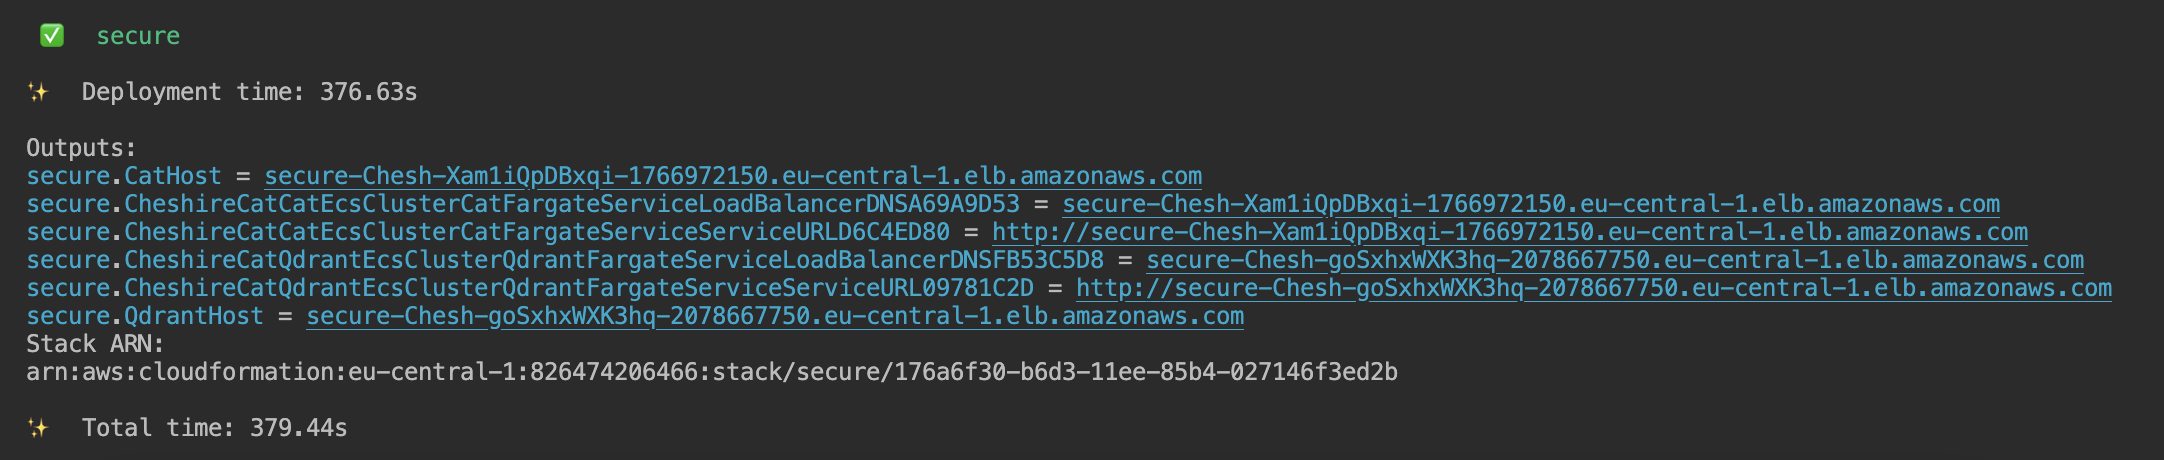 ✅ secure
✨ Deployment time: 376.63s
Outputs:
secure.CatHost = secure-Chesh-Xam1iQpDBxqi-1766972150.eu-central-1.elb.amazonaws.com
secure.CheshireCatCatEcsClusterCatFargateServiceLoadBalancerDNSA69A9D53 = secure-Chesh-Xam1iQpDBxqi-1766972150.eu-central-1.elb.amazonaws.com
secure.CheshireCatCatEcsClusterCatFargateServiceServiceURLD6C4ED80 = http://secure-Chesh-Xam1iQpDBxqi-1766972150.eu-central-1.elb.amazonaws.com
secure.CheshireCatQdrantEcsClusterQdrantFargateServiceLoadBalancerDNSFB53C5D8 = secure-Chesh-goSxhxWXK3hq-2078667750.eu-central-1.elb.amazonaws.com
secure.CheshireCatQdrantEcsClusterQdrantFargateServiceServiceURL09781C2D = http://secure-Chesh-goSxhxWXK3hq-2078667750.eu-central-1.elb.amazonaws.com
secure.QdrantHost = secure-Chesh-goSxhxWXK3hq-2078667750.eu-central-1.elb.amazonaws.com
Stack ARN:
arn:aws:cloudformation:eu-central-1:826474206466:stack/secure/176a6f30-b6d3-11ee-85b4-027146f3ed2b
✨ Total time: 379.44s